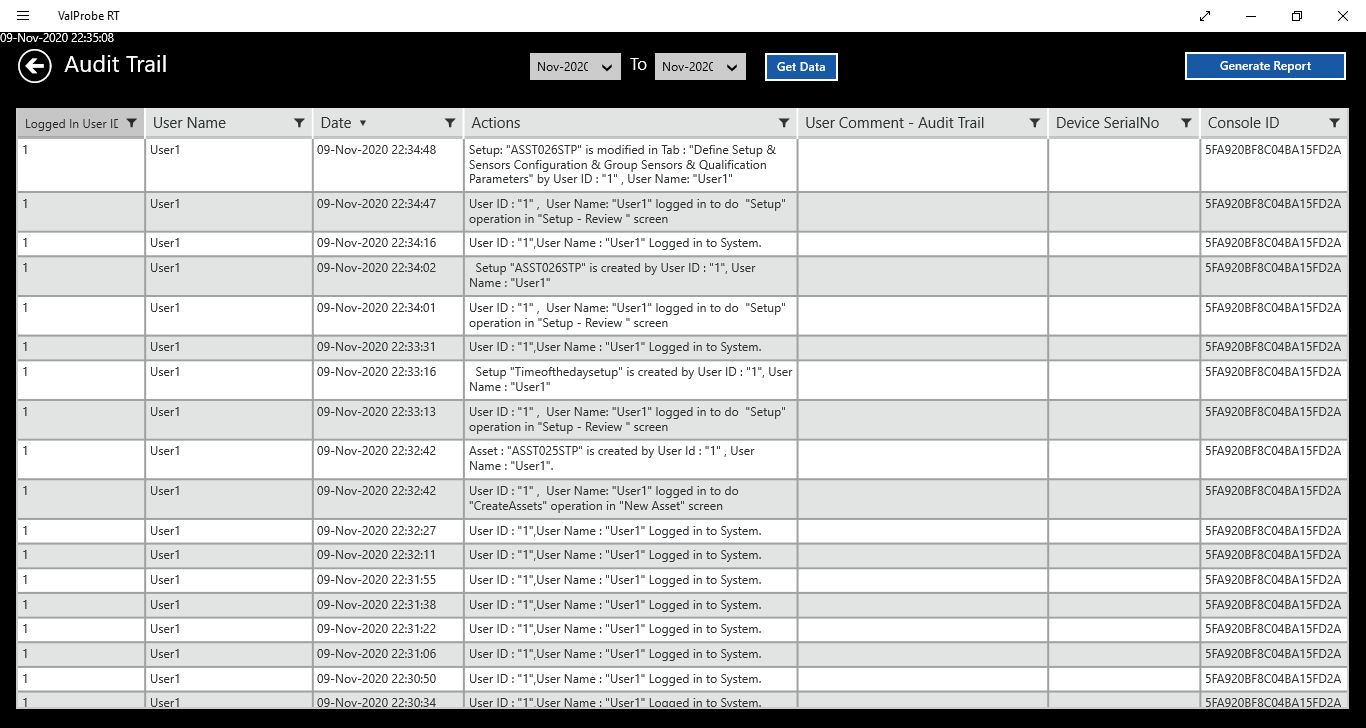 ValProbe RT
09-Nov-2020 22:35:08
Audit Trail
Nov-202
To
Nov-202
Get Data
Generate Report
Logged In User ID
User Name
Date
Actions
User Comment - Audit Trail
Device SerialNo
Console ID
1 User1 09-Nov-2020 22:34:48 Setup: "ASST026STP" is modified in Tab : "Define Setup & 5FA920BF8C04BA15FD2A
Sensors Configuration & Group Sensors & Qualification
Parameters" by User ID : "1" , User Name: "User1"
1 User1 09-Nov-2020 22:34:47 User ID : "1" ,  User Name: "User1" logged in to do  "Setup" 5FA920BF8C04BA15FD2A
operation in "Setup - Review " screen
1 User1 09-Nov-2020 22:34:16 User ID : "1",User Name : "User1" Logged in to System. 5FA920BF8C04BA15FD2A
1 User1 09-Nov-2020 22:34:02 Setup "ASST026STP" is created by User ID : "1", User 5FA920BF8C04BA15FD2A
Name : "User1"
1 User1 09-Nov-2020 22:34:01 User ID : "1" ,  User Name: "User1" logged in to do  "Setup" 5FA920BF8C04BA15FD2A
operation in "Setup - Review " screen
1 User1 09-Nov-2020 22:33:31 User ID : "1",User Name : "User1" Logged in to System. 5FA920BF8C04BA15FD2A
1 User1 09-Nov-2020 22:33:16 Setup "Timeofthedaysetup" is created by User ID : "1", User 5FA920BF8C04BA15FD2A
Name : "User1"
1 User1 09-Nov-2020 22:33:13 User ID : "1" ,  User Name: "User1" logged in to do  "Setup" 5FA920BF8C04BA15FD2A
operation in "Setup - Review " screen
1 User1 09-Nov-2020 22:32:42 Asset : "ASST025STP" is created by User Id : "1" , User 5FA920BF8C04BA15FD2A
Name : "User1".
1 User1 09-Nov-2020 22:32:42 User ID : "1" ,  User Name: "User1" logged in to do 5FA920BF8C04BA15FD2A
"CreateAssets" operation in "New Asset" screen
1 User1 09-Nov-2020 22:32:27 User ID : "1",User Name : "User1" Logged in to System. 5FA920BF8C04BA15FD2A
1 User1 09-Nov-2020 22:32:11 User ID : "1",User Name : "User1" Logged in to System. 5FA920BF8C04BA15FD2A
1 User1 09-Nov-2020 22:31:55 User ID : "1",User Name : "User1" Logged in to System. 5FA920BF8C04BA15FD2A
1 User1 09-Nov-2020 22:31:38 User ID : "1",User Name : "User1" Logged in to System. 5FA920BF8C04BA15FD2A
1 User1 09-Nov-2020 22:31:22 User ID : "1",User Name : "User1" Logged in to System. 5FA920BF8C04BA15FD2A
1 User1 09-Nov-2020 22:31:06 User ID : "1",User Name : "User1" Logged in to System. 5FA920BF8C04BA15FD2A
1 User1 09-Nov-2020 22:30:50 User ID : "1",User Name : "User1" Logged in to System. 5FA920BF8C04BA15FD2A
1 User1 09-Nov-2020 22:30:34 User ID : "1",User Name : "User1" Logged in to System. 5FA920BF8C04BA15FD2A